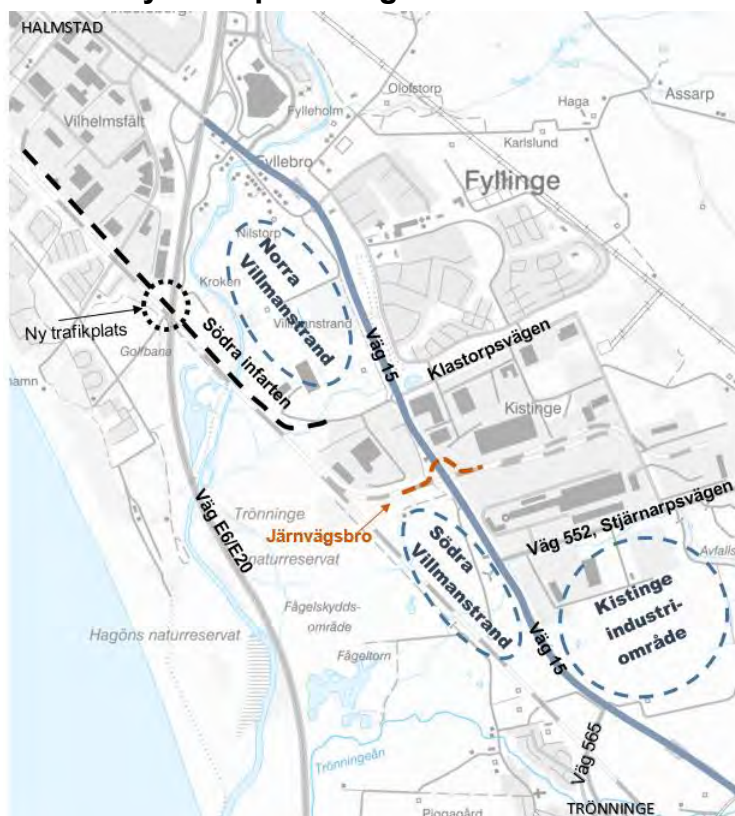 HALMSTAD
Vilhelmsfält
Fylleholm
Olofstorp
Haga
Assarp
Karlslund
Fyllebro
Fyllinge
Nilstorp
Norra
Villmanstrand
Kroken
Villmanstrand
Ny trafikplats
Golfbana
Södra infarten
Väg 15
Klastorpsvägen
Kistinge
Väg E6/E20
Trönninge
naturreservat
Järnvägsbro
Väg 552, Stjärnarpsvägen
Avfalls-
Södra
Villmanstrand
Kistinge
industri-
område
Hagöns naturreservat
Fågelskydds-
område
Fågeltorn
Väg 15
Väg 565
Trönningeån
TRÖNNINGE